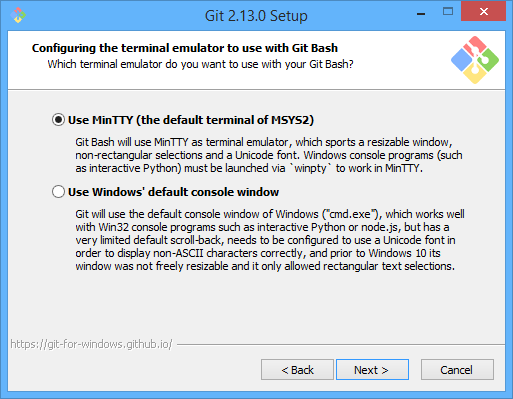 Git 2.13.0 Setup
Configuring the terminal emulator to use with Git Bash
Which terminal emulator do you want to use with your Git Bash?
Use MinTTY (the default terminal of MSYS2)
Git Bash will use MinTTY as terminal emulator, which sports a resizable window,
non-rectangular selections and a Unicode font. Windows console programs (such
as interactive Python) must be launched via `winpty` to work in MinTTY.
Use Windows' default console window
Git will use the default console window of Windows ("cmd.exe"), which works well
with Win32 console programs such as interactive Python or node.js, but has a
very limited default scroll-back, needs to be configured to use a Unicode font in
order to display non-ASCII characters correctly, and prior to Windows 10 its
window was not freely resizable and it only allowed rectangular text selections.
https://git-for-windows.github.io/
< Back
Next >
Cancel